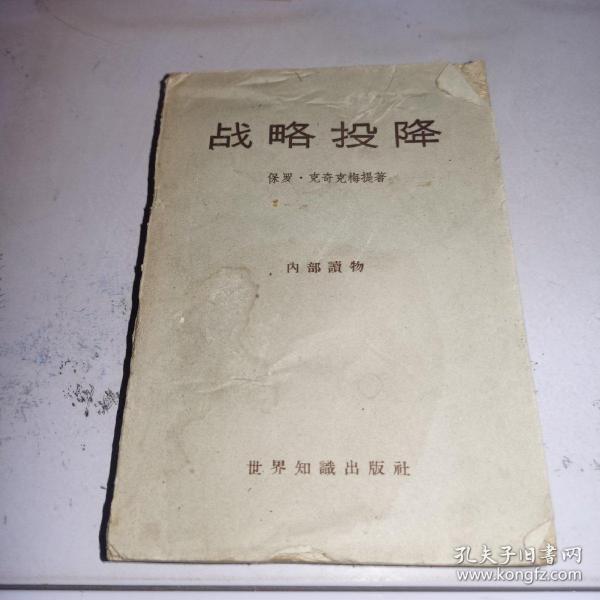 战略投降
保罗·克奇克梅提著
内部讀物
世界知識出版社
孔夫子旧书网
www.kongfz.com